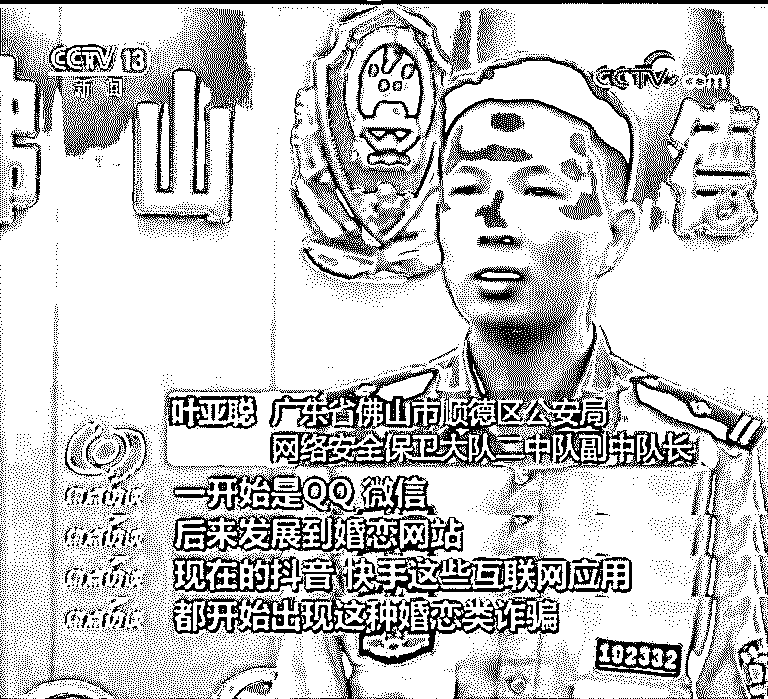 CCTV 13
新闻
CCTV.com
山
叶亚聪 广东省佛山市顺德区公安局
网络安全保卫大队二中队副中队长
一开始是QQ 微信
后来发展到婚恋网站
现在的抖音 快手这些互联网应用
都开始出现这种婚恋类诈骗
102332